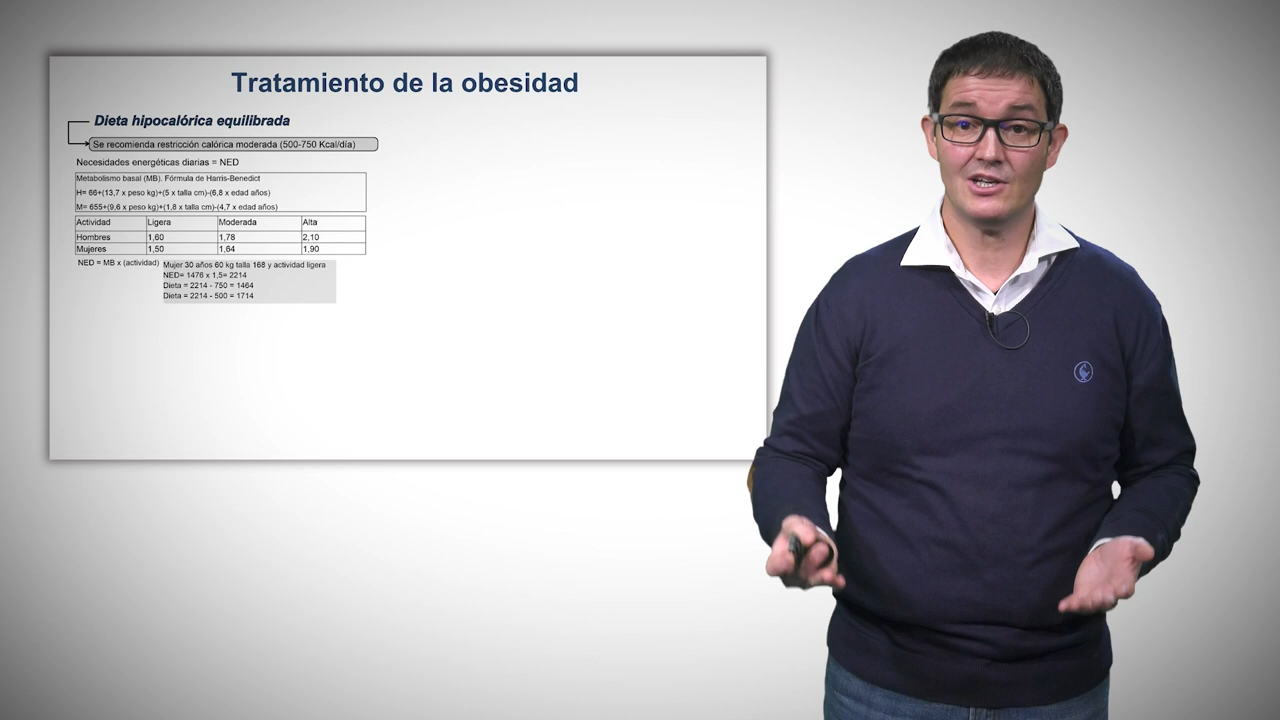 Tratamiento de la obesidad
Dieta hipocalórica equilibrada
Se recomienda restricción calórica moderada (500-750 Kcal/día)
Necesidades energéticas diarias = NED
Metabolismo basal (MB). Fórmula de Harris-Benedict
H= 66+(13,7 x peso kg)+(5 x talla cm)-(6,8 x edad años)
M= 655+(9,6 x peso kg)+(1,8 x talla cm)-(4,7 x edad años)
Actividad Ligera Moderada Alta
Hombres 1,60 1,78 2,10
Mujeres 1,50 1,64 1,90
NED = MB x (actividad)
Mujer 30 años 60 kg talla 168 y actividad ligera
NED= 1476 x 1,5= 2214
Dieta = 2214 - 750 = 1464
Dieta = 2214 - 500 = 1714